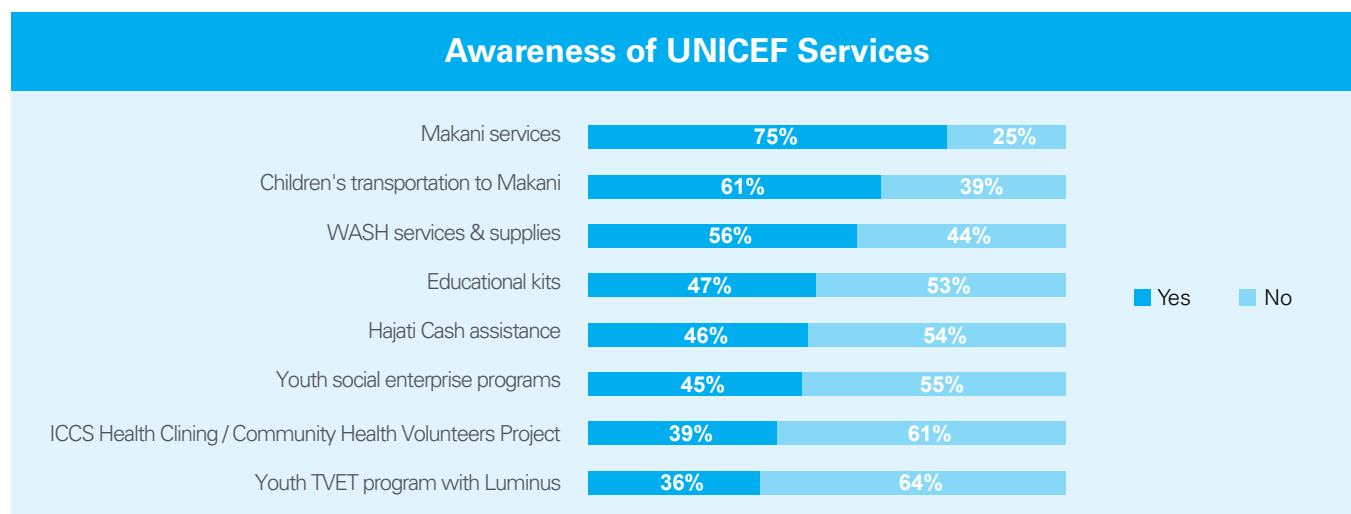 Awareness of UNICEF Services
Makani services 75% 25%
Children's transportation to Makani 61% 39%
WASH services & supplies 56% 44%
Educational kits 47% 53%
Hajati Cash assistance 46% 54%
Youth social enterprise programs 45% 55%
ICCS Health Clining / Community Health Volunteers Project 39% 61%
Youth TVET program with Luminus 36% 64%
Yes No